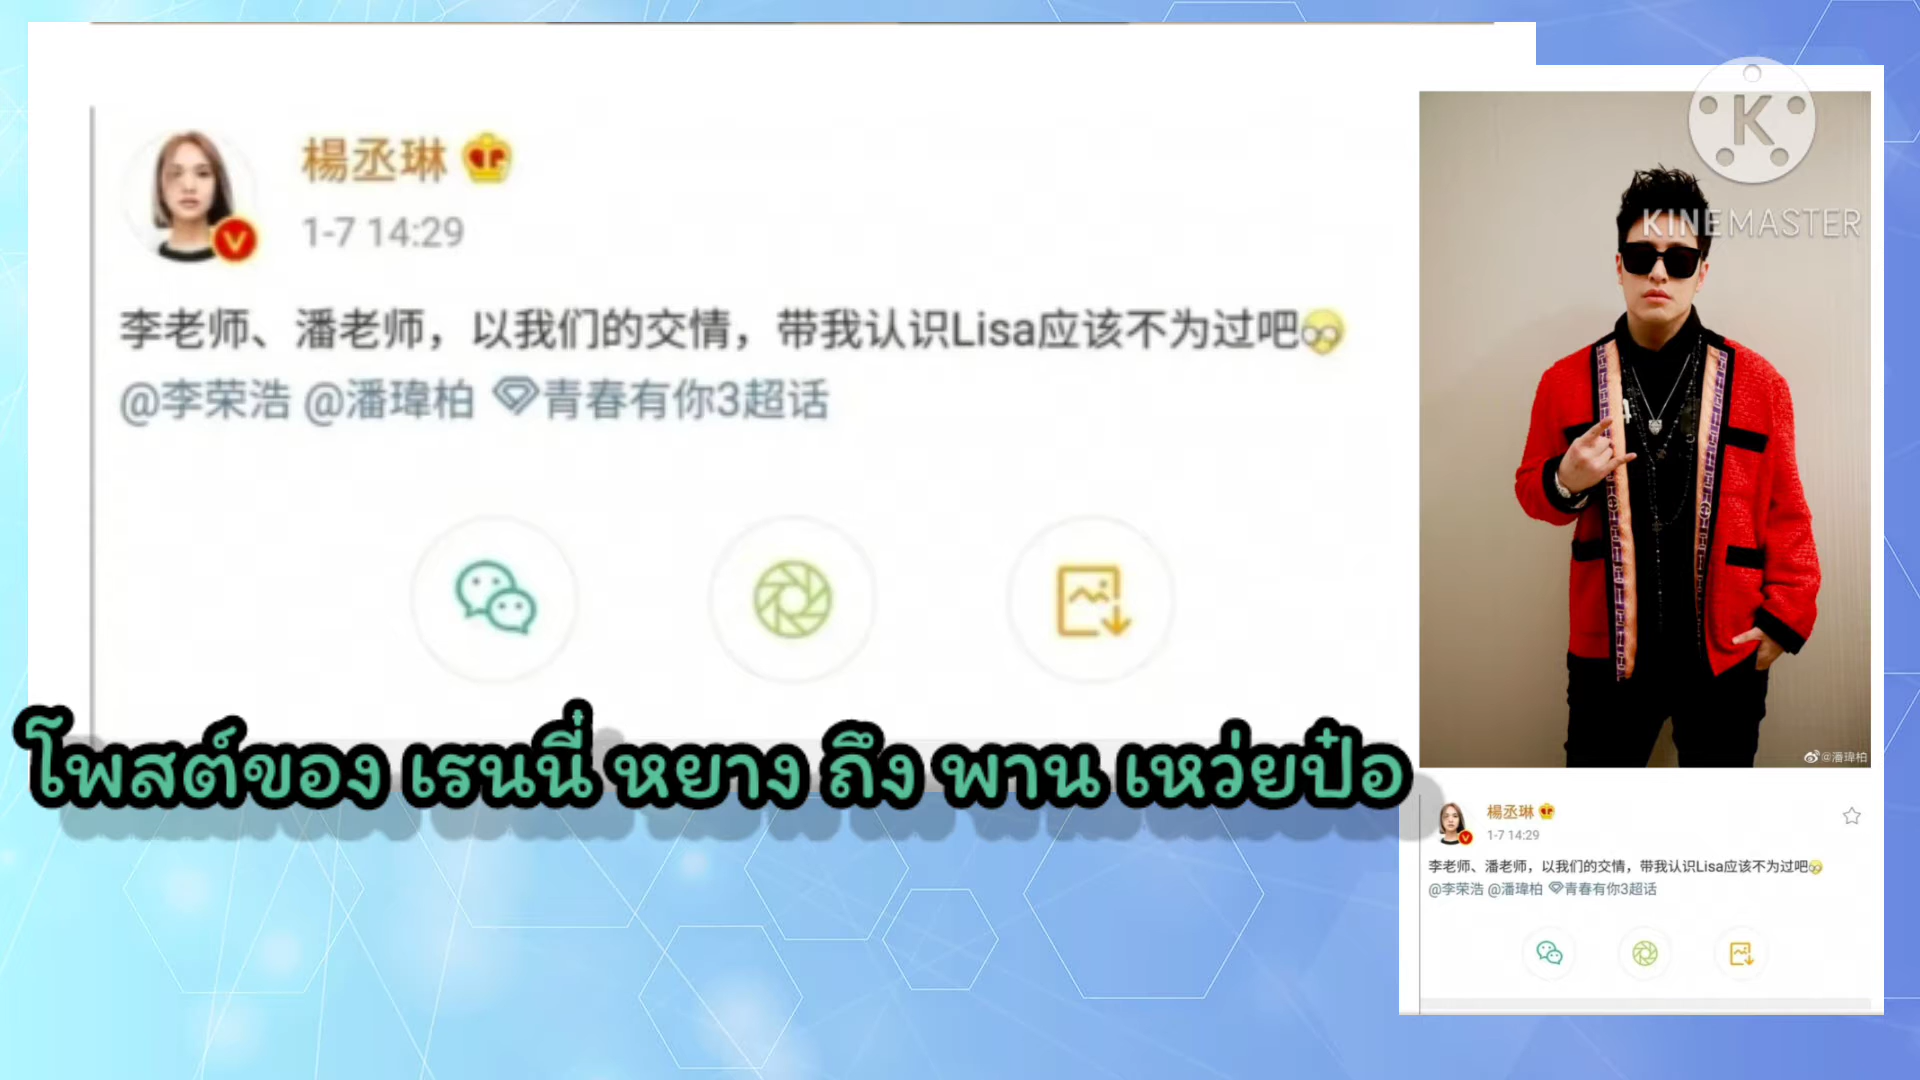 楊丞琳
1-7 14:29
李老师、潘老师，以我们的交情，带我认识Lisa应该不为过吧
@李荣浩 @潘瑋柏 青春有你3超话
K
KINEMASTER
@潘瑋柏
โพสต์ของ เรนนี่ หยาง ถึง พาน เหว่ยป๋อ
楊丞琳
1-7 14:29
李老师、潘老师，以我们的交情，带我认识Lisa应该不为过吧
@李荣浩 @潘瑋柏 青春有你3超话